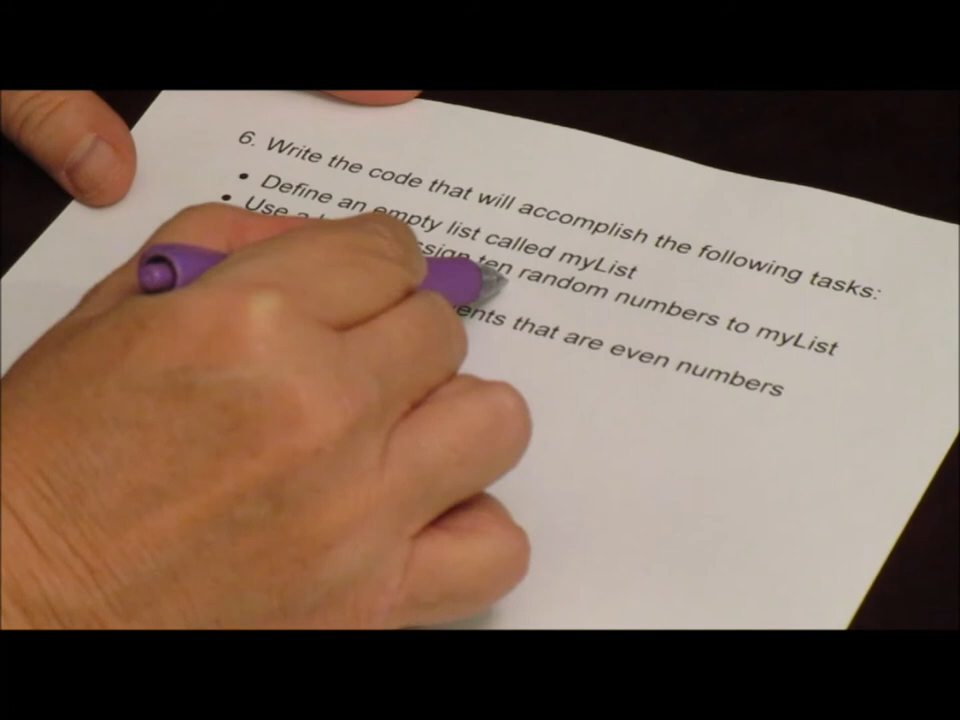 6. Write the code that will accomplish the following tasks:
• Define an empty list called myList
• Use a ten random numbers to myList
that are even numbers